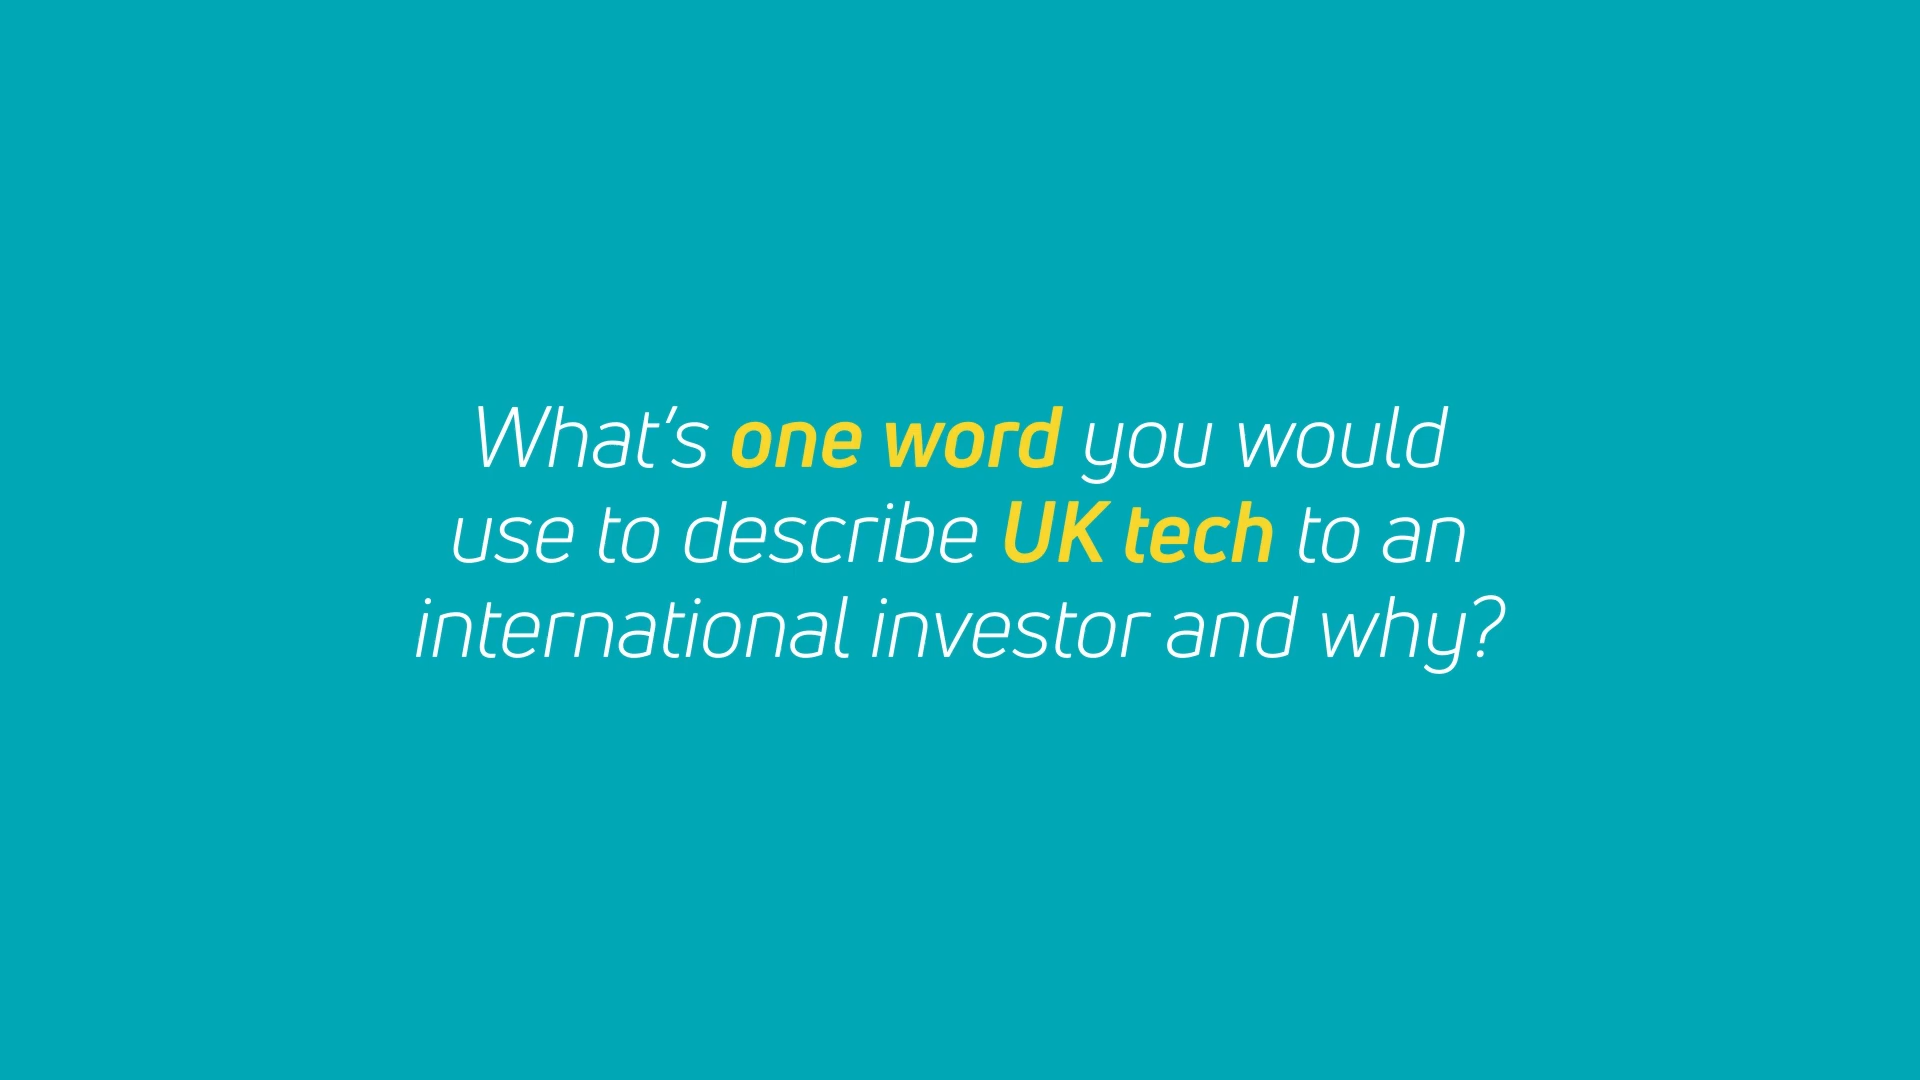 What's one word you would
use to describe UK tech to an
international investor and why?